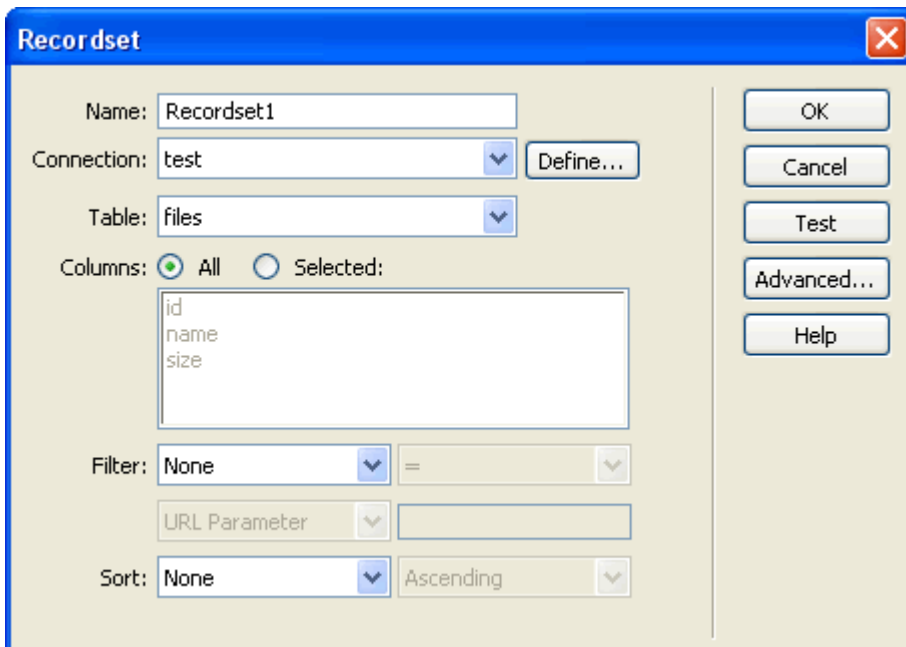 Recordset
Name: Recordset1
Connection: test Define...
Table: files
Columns: All Selected:
id
name
size
Filter: None =
URL Parameter
Sort: None Ascending
OK
Cancel
Test
Advanced...
Help